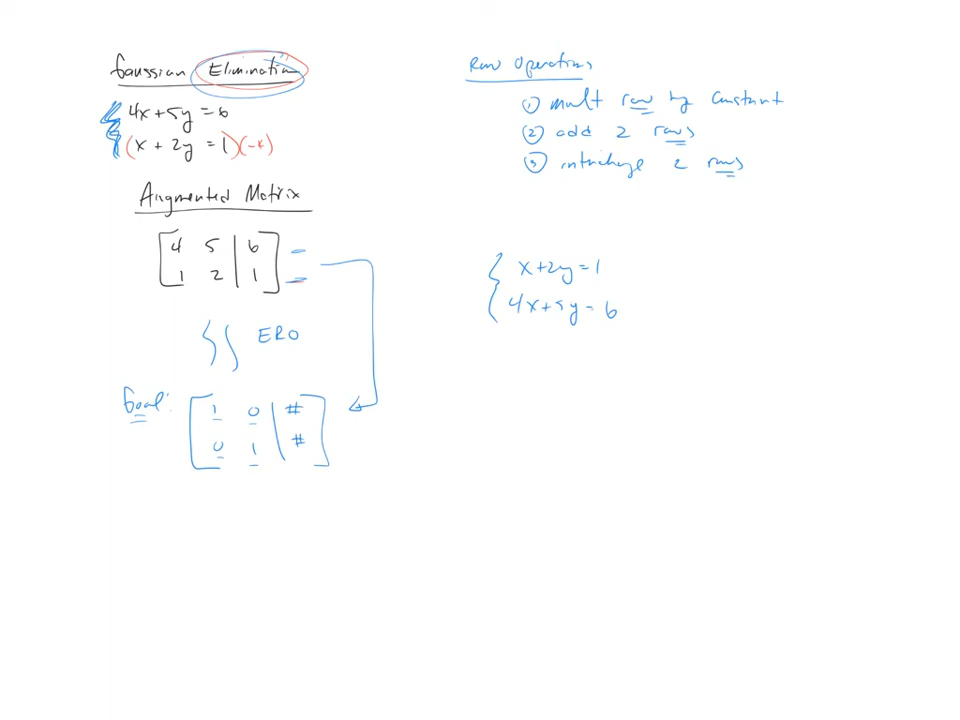 Gaussian Elimination
4x + 5y = 6
(x + 2y = 1)(-4)
Augmented Matrix
4 5 | 6
1 2 | 1
ERO
Goal:
1 0 | #
0 1 | #
Row Operations
① mult row by constant
② add 2 rows
③ interchange 2 rows
x + 2y = 1
4x + 5y = 6